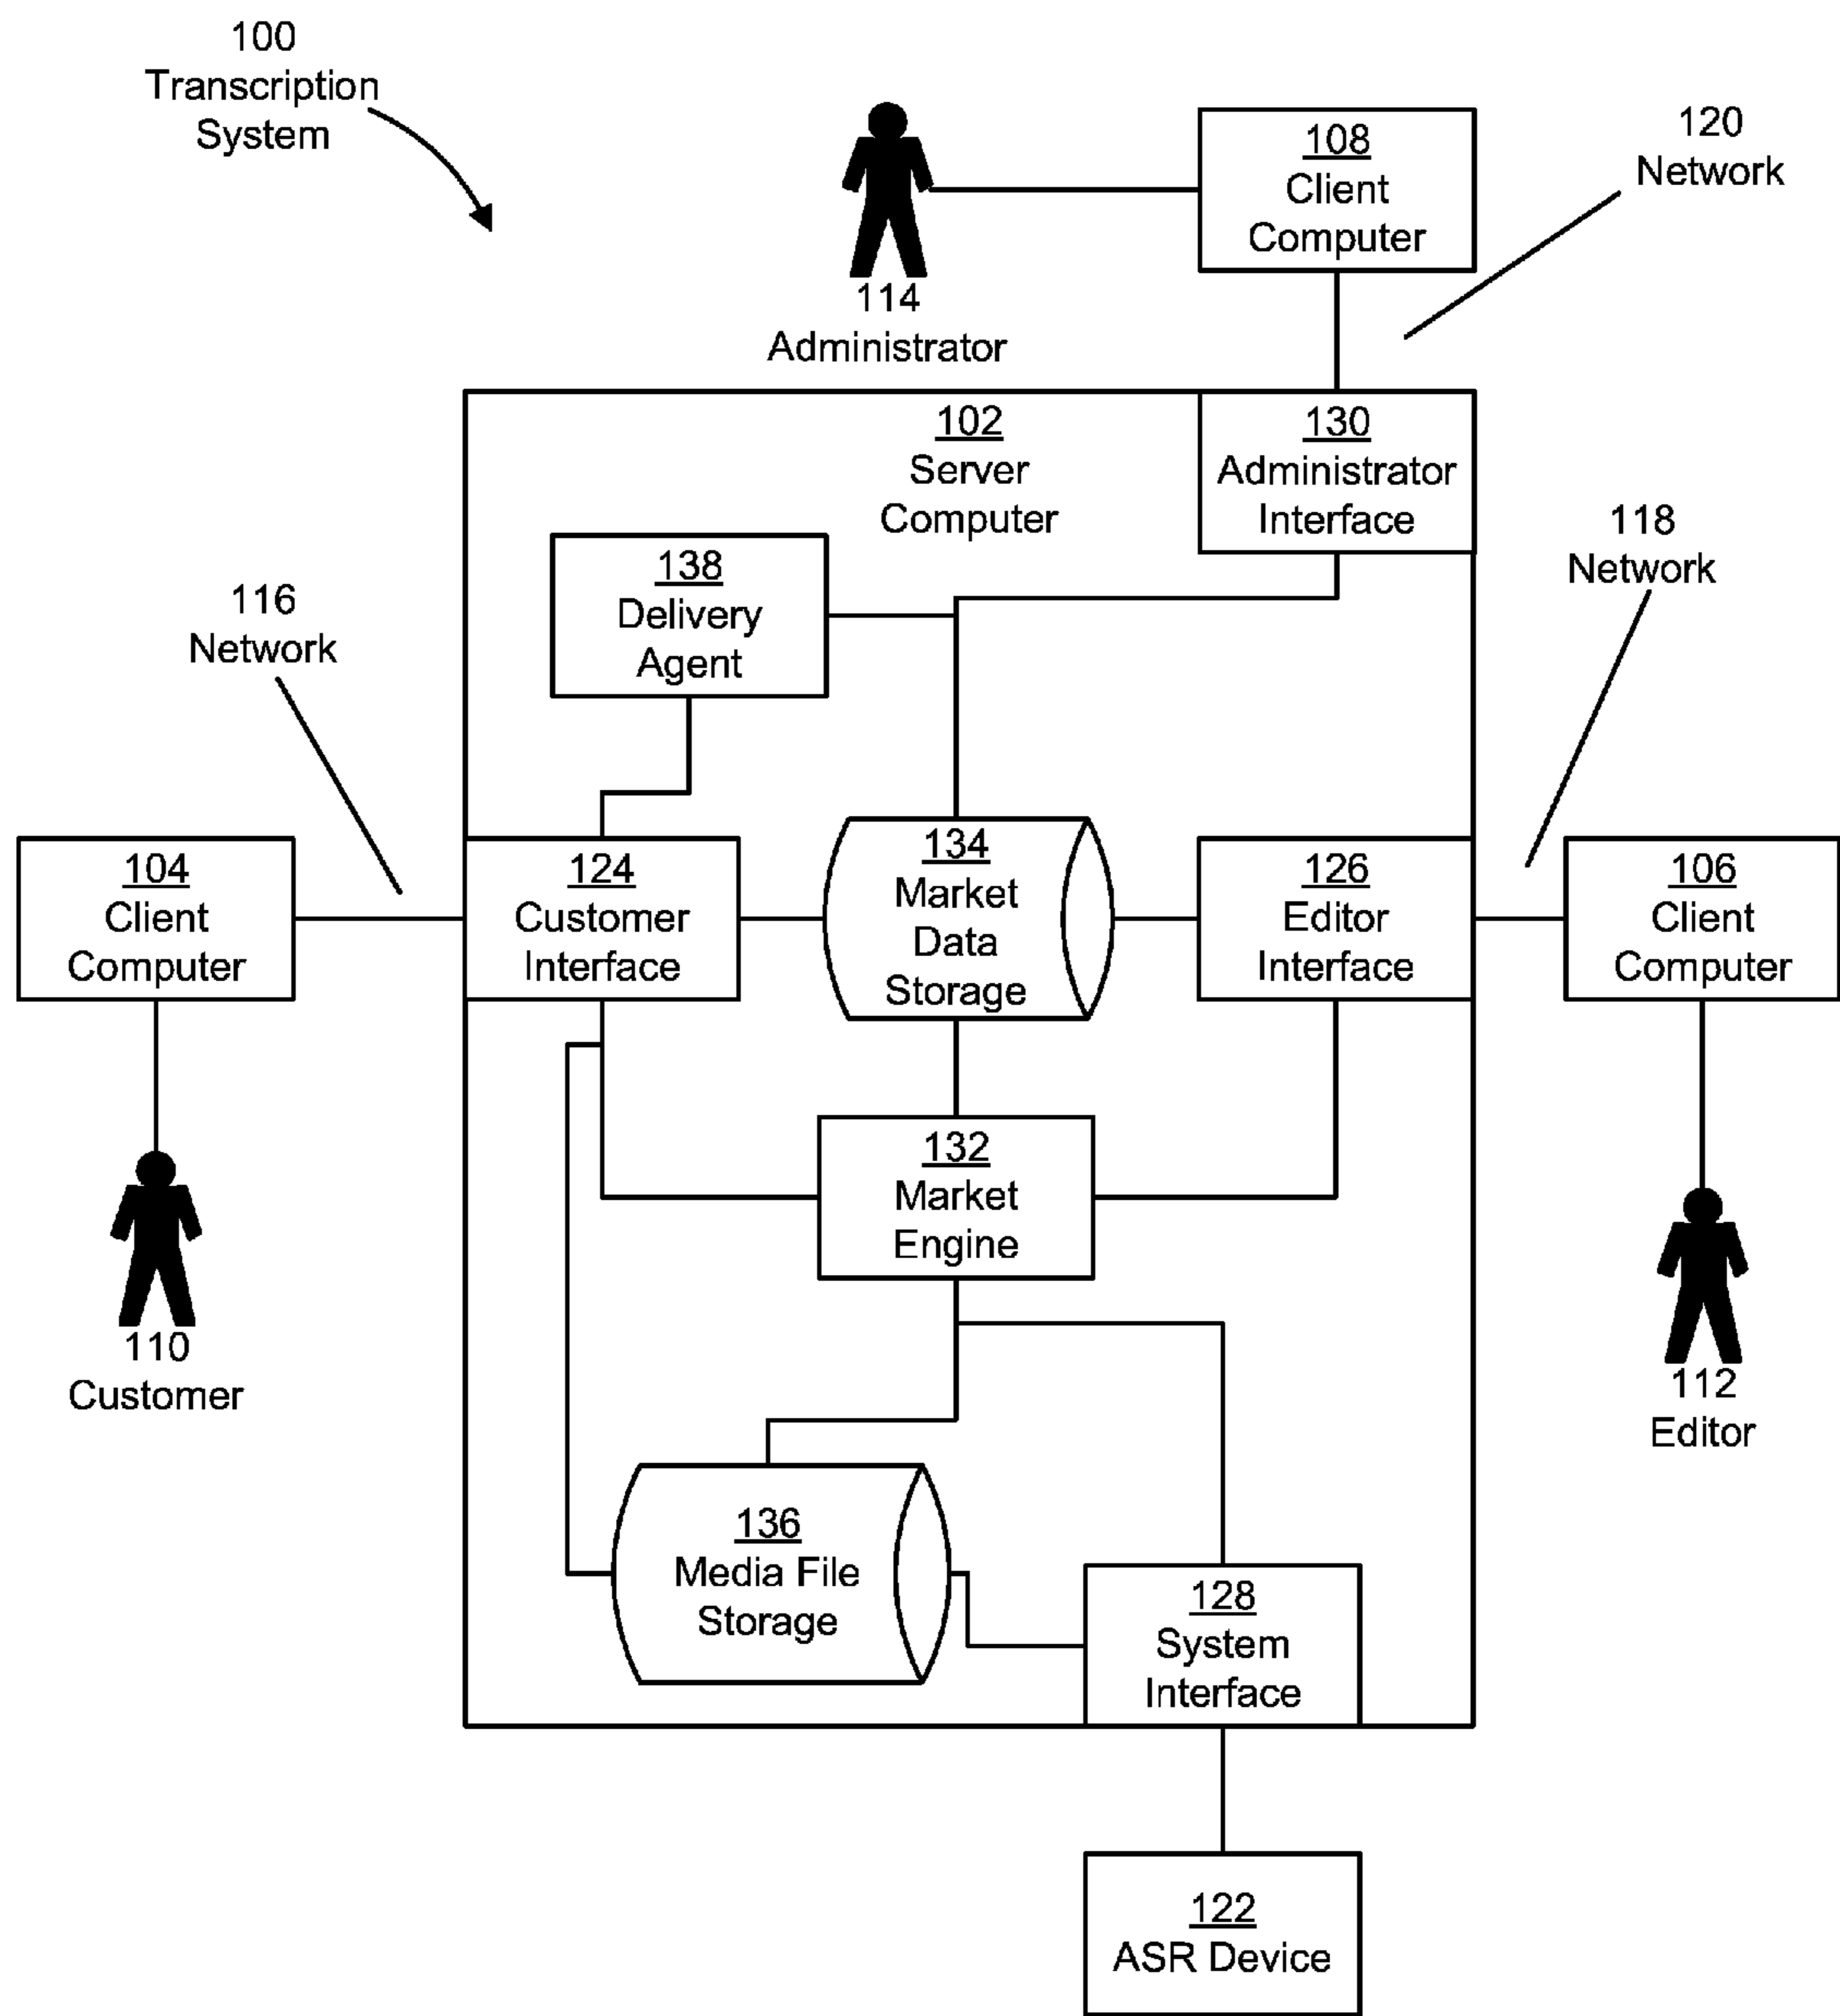 100
Transcription
System
108
Client
Computer
120
Network
114
Administrator
102
Server
Computer
130
Administrator
Interface
118
Network
138
Delivery
Agent
116
Network
104
Client
Computer
124
Customer
Interface
134
Market
Data
Storage
126
Editor
Interface
106
Client
Computer
132
Market
Engine
110
Customer
112
Editor
136
Media File
Storage
128
System
Interface
122
ASR Device